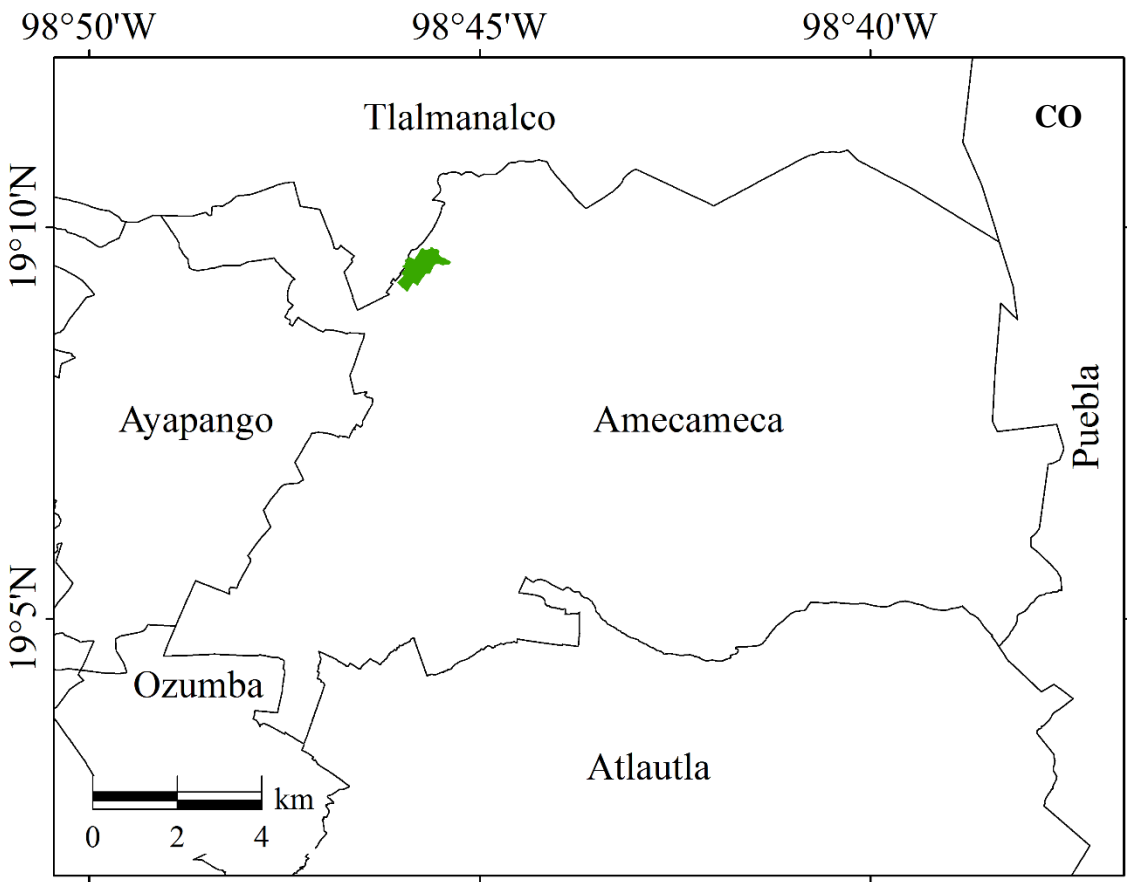 98°50'W 98°45'W 98°40'W
Tlalmanalco
CO
19°10'N
Ayapango
Amecameca
Puebla
19°5'N
Ozumba
Atlautla
km
0 2 4